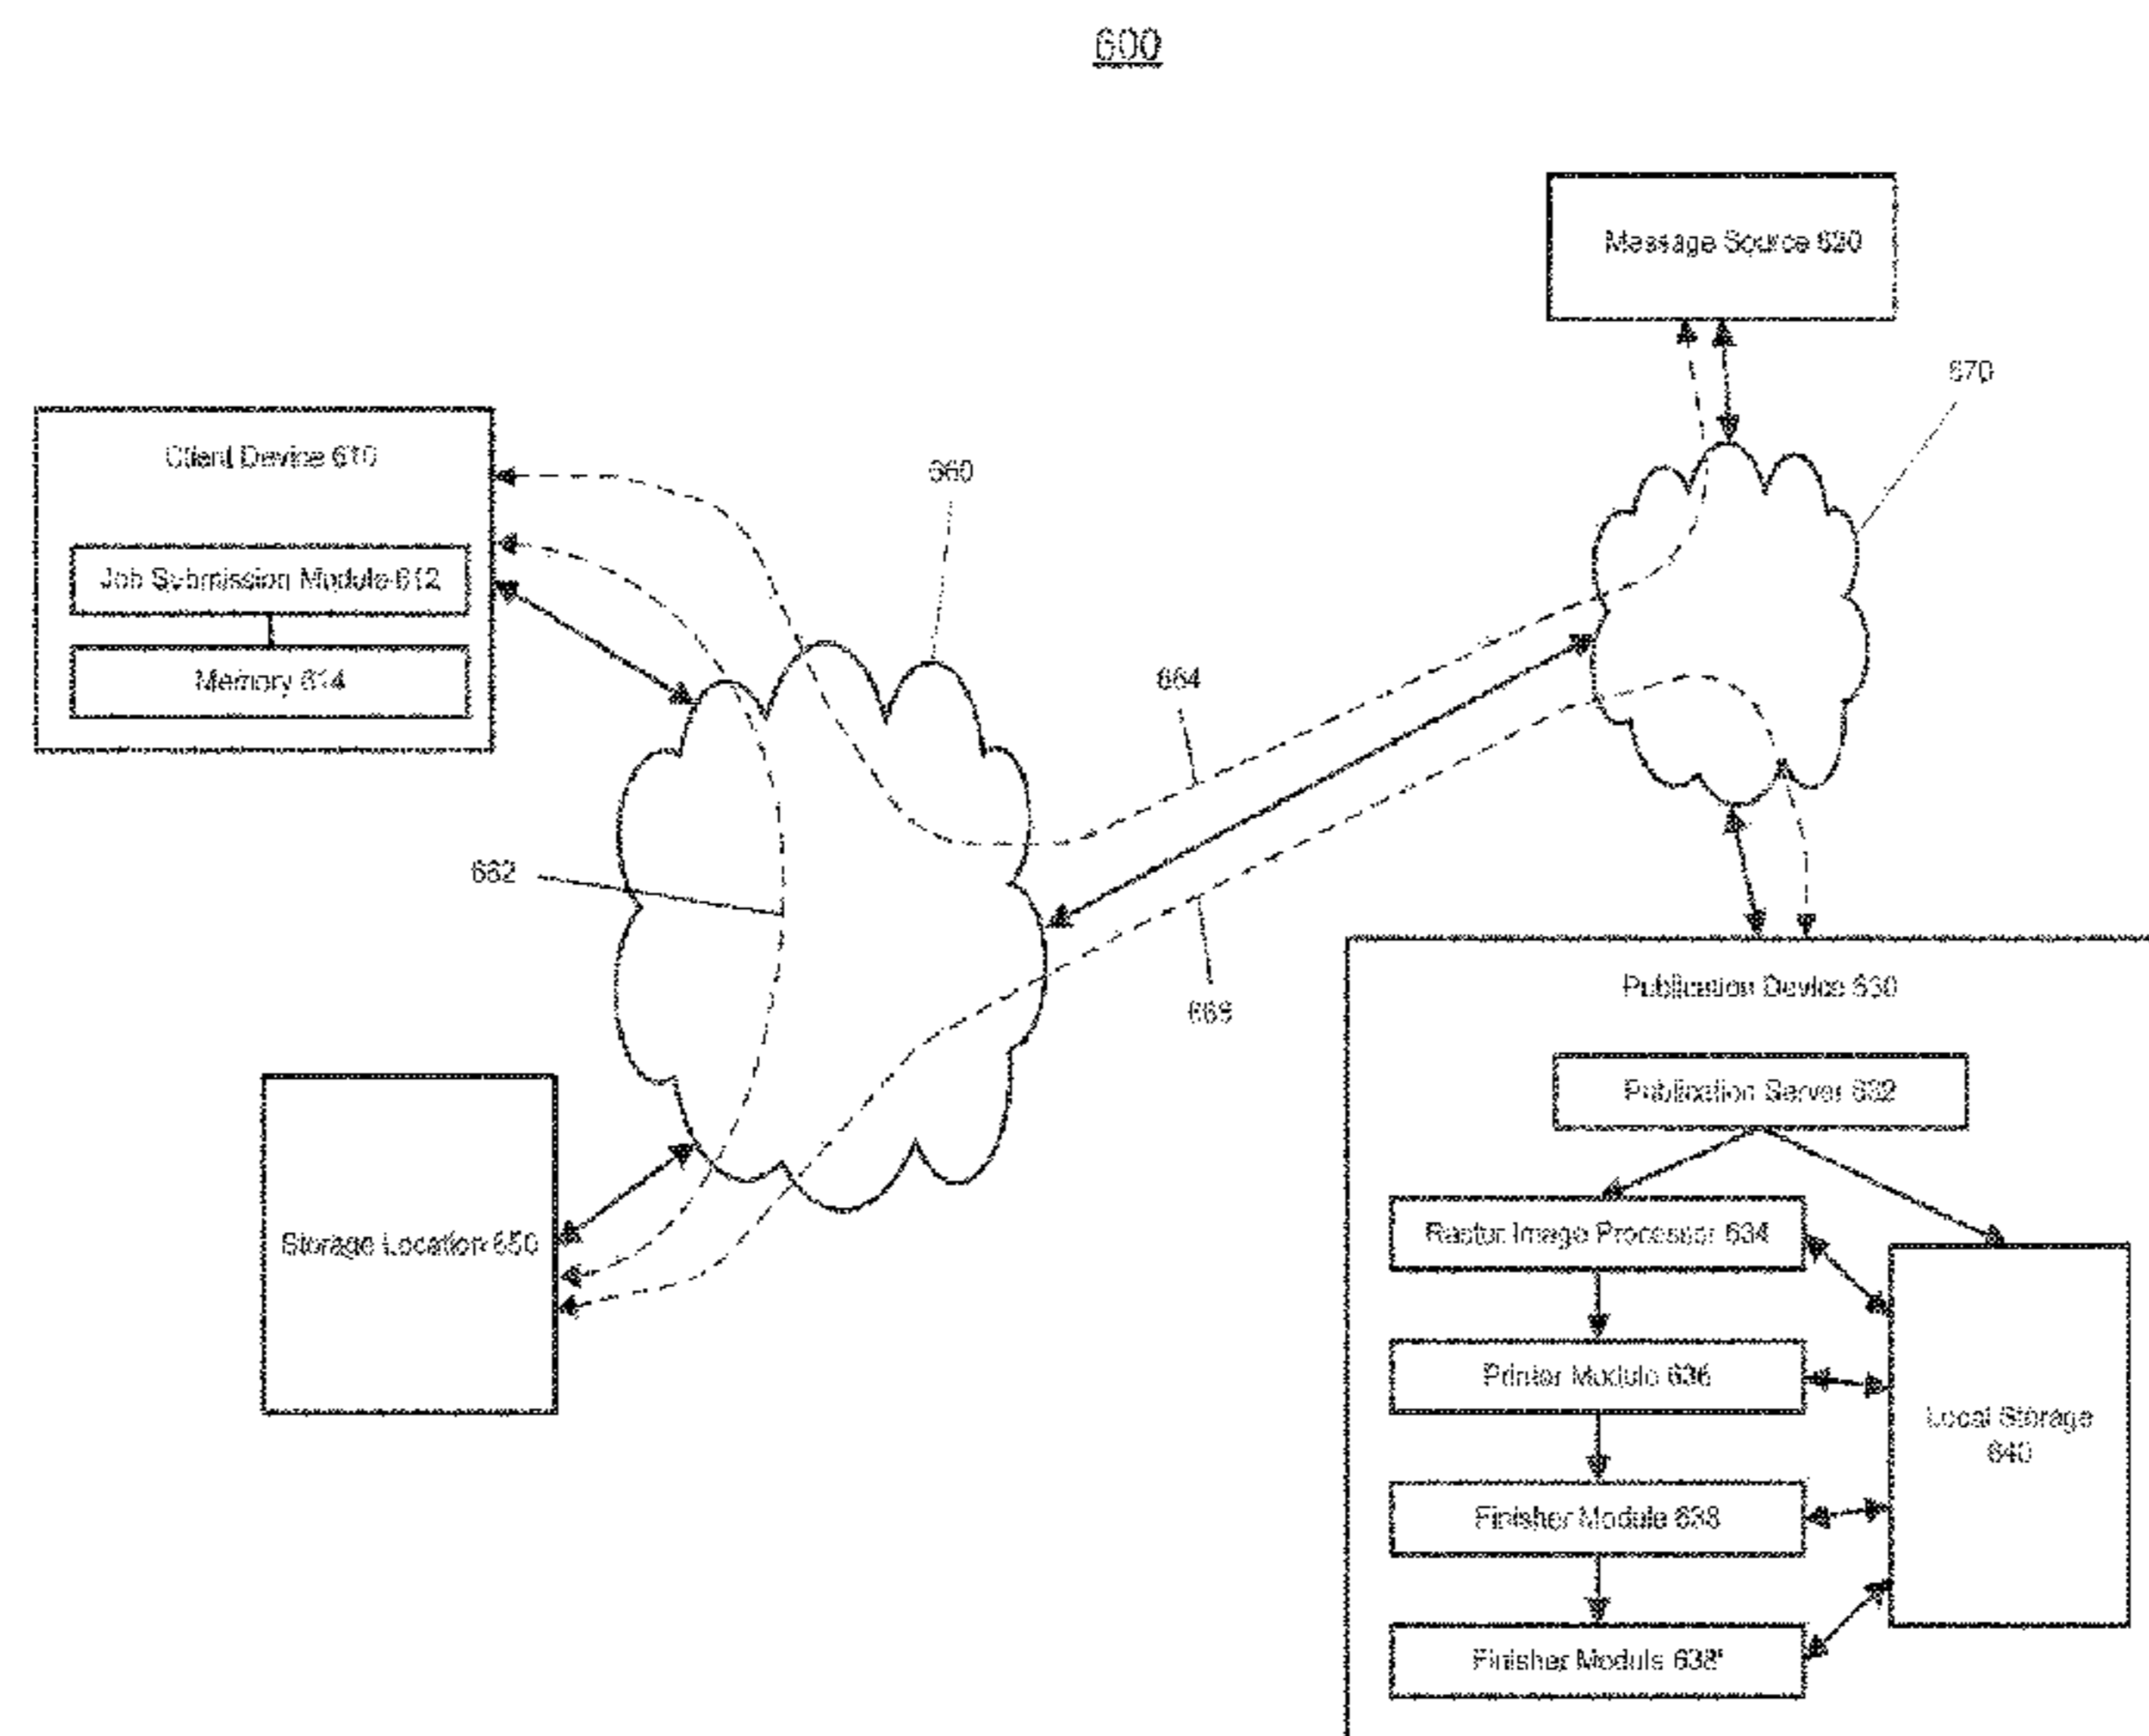 600
Message Source 620
670
Client Device 610
660
Job Submission Module 612
Memory 614
664
662
668
Publication Device 630
Publication Server 632
Storage Location 650
Raster Image Processor 634
Printer Module 636
Local Storage
640
Finisher Module 638
Finisher Module 638'